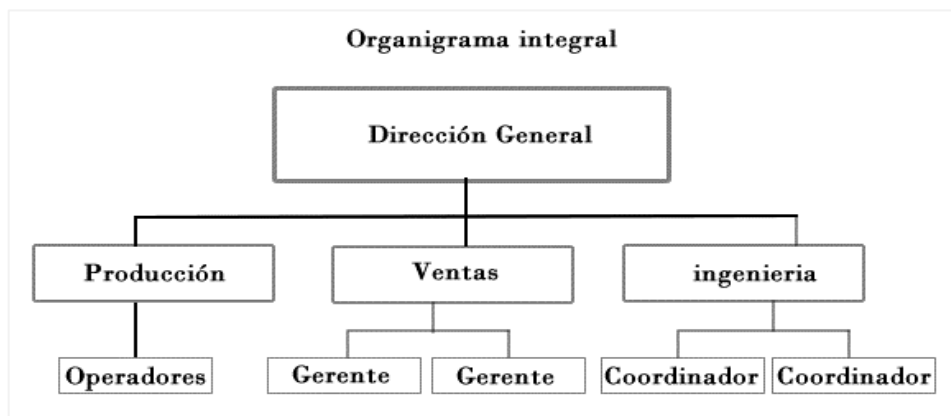 Organigrama integral
Dirección General
Producción
Ventas
ingenieria
Operadores
Gerente
Gerente
Coordinador
Coordinador